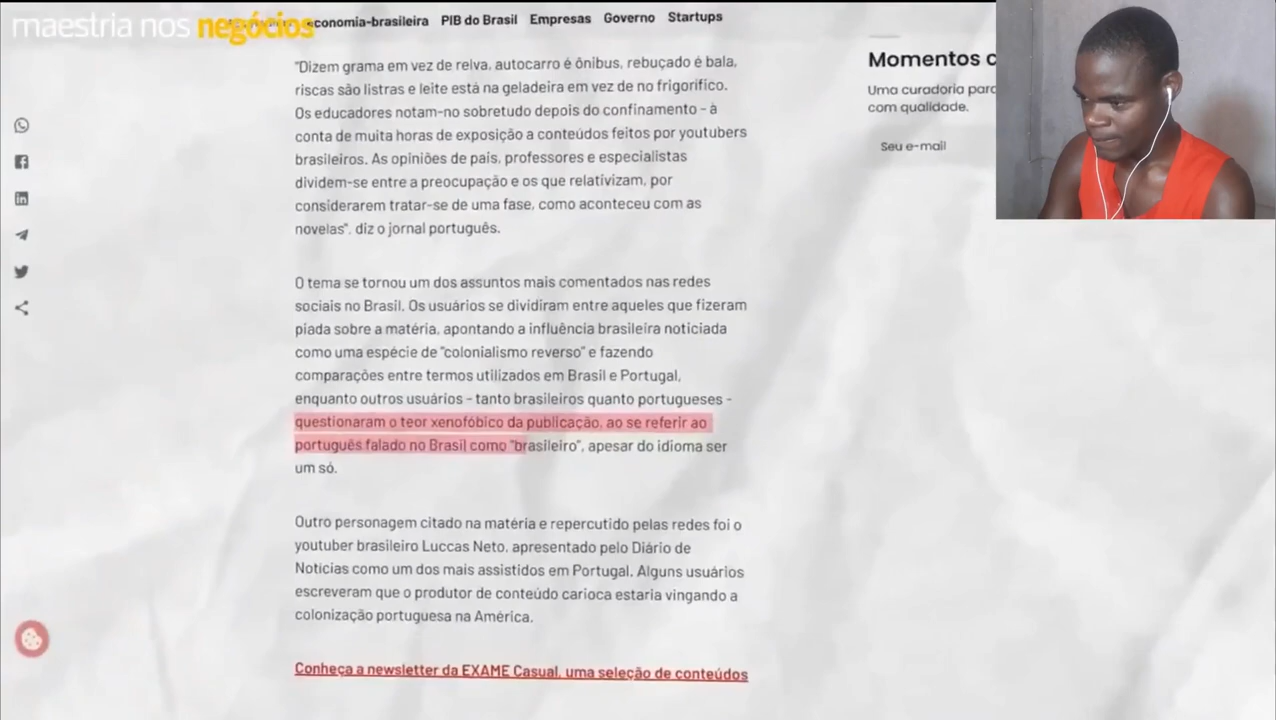 maestria nos negócios
economia-brasileira PIB do Brasil Empresas Governo Startups
"Dizem grama em vez de relva, autocarro é ônibus, rebuçado é bala,
riscas são listras e leite está na geladeira em vez de no frigorífico.
Os educadores notam-no sobretudo depois do confinamento - à
conta de muita horas de exposição a conteúdos feitos por youtubers
brasileiros. As opiniões de pais, professores e especialistas
dividem-se entre a preocupação e os que relativizam, por
considerarem tratar-se de uma fase, como aconteceu com as
novelas", diz o jornal português.
O tema se tornou um dos assuntos mais comentados nas redes
sociais no Brasil. Os usuários se dividiram entre aqueles que fizeram
piada sobre a matéria, apontando a influência brasileira noticiada
como uma espécie de "colonialismo reverso" e fazendo
comparações entre termos utilizados em Brasil e Portugal,
enquanto outros usuários - tanto brasileiros quanto portugueses -
questionaram o teor xenofóbico da publicação, ao se referir ao
português falado no Brasil como "brasileiro", apesar do idioma ser
um só.
Outro personagem citado na matéria e repercutido pelas redes foi o
youtuber brasileiro Luccas Neto, apresentado pelo Diário de
Notícias como um dos mais assistidos em Portugal. Alguns usuários
escreveram que o produtor de conteúdo carioca estaria vingando a
colonização portuguesa na América.
Conheça a newsletter da EXAME Casual, uma seleção de conteúdos
Momentos
Uma curadoria
com qualidade.
Seu e-mail